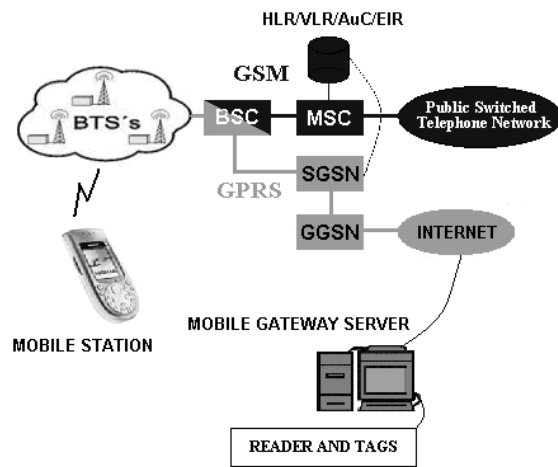 HLR/VLR/AuC/EIR
GSM
BTS´s
BSC
MSC
Public Switched
Telephone Network
GPRS
SGSN
GGSN
INTERNET
MOBILE STATION
MOBILE GATEWAY SERVER
READER AND TAGS